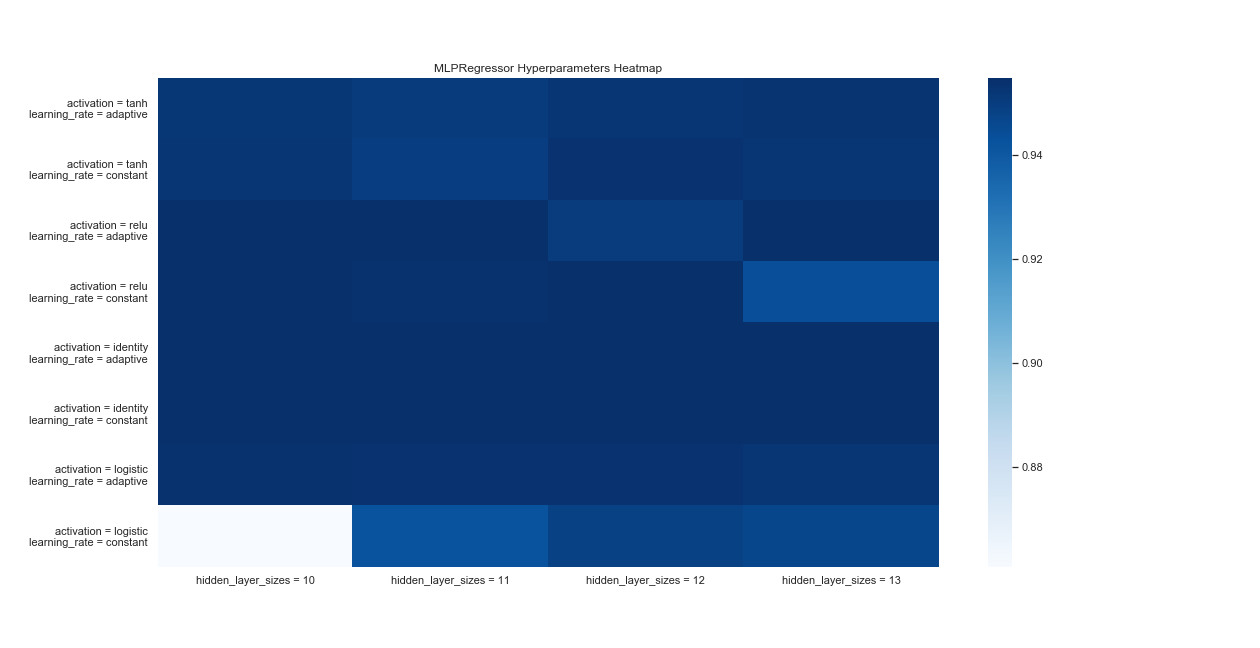 MLPRegressor Hyperparameters Heatmap
activation = tanh
learning_rate = adaptive
activation = tanh
learning_rate = constant
activation = relu
learning_rate = adaptive
activation = relu
learning_rate = constant
activation = identity
learning_rate = adaptive
activation = identity
learning_rate = constant
activation = logistic
learning_rate = adaptive
activation = logistic
learning_rate = constant
hidden_layer_sizes = 10
hidden_layer_sizes = 11
hidden_layer_sizes = 12
hidden_layer_sizes = 13
0.94
0.92
0.90
0.88